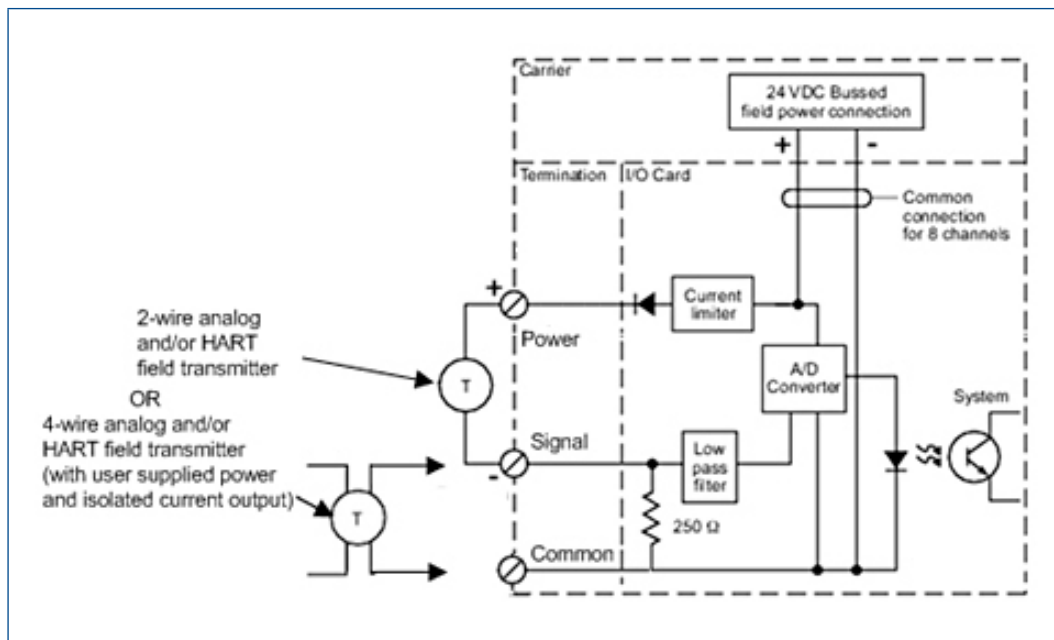 Carrier
24 VDC Bussed
field power connection
+
-
Termination
I/O Card
Common
connection
for 8 channels
+
Current
limiter
Power
2-wire analog
and/or HART
field transmitter
T
A/D
Converter
System
OR
4-wire analog and/or
HART field transmitter
(with user supplied power
and isolated current output)
Signal
-
Low
pass
filter
T
250 Ω
Common